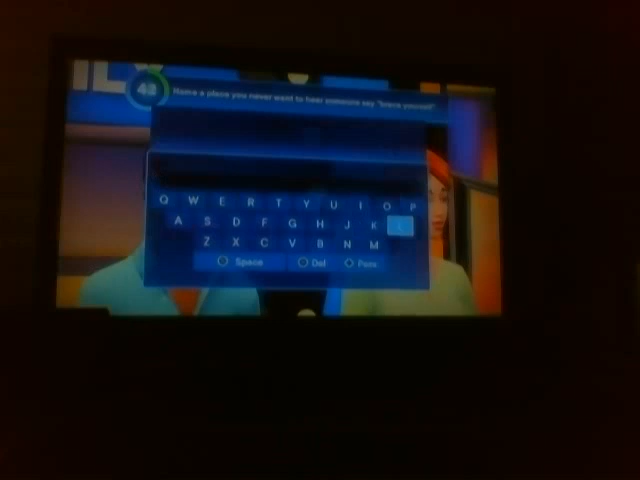 42
Name a place you never want to hear someone say "brace yourself".
Q W E R T Y U I O P
A S D F G H J K L
Z X C V B N M
Space Del Pass